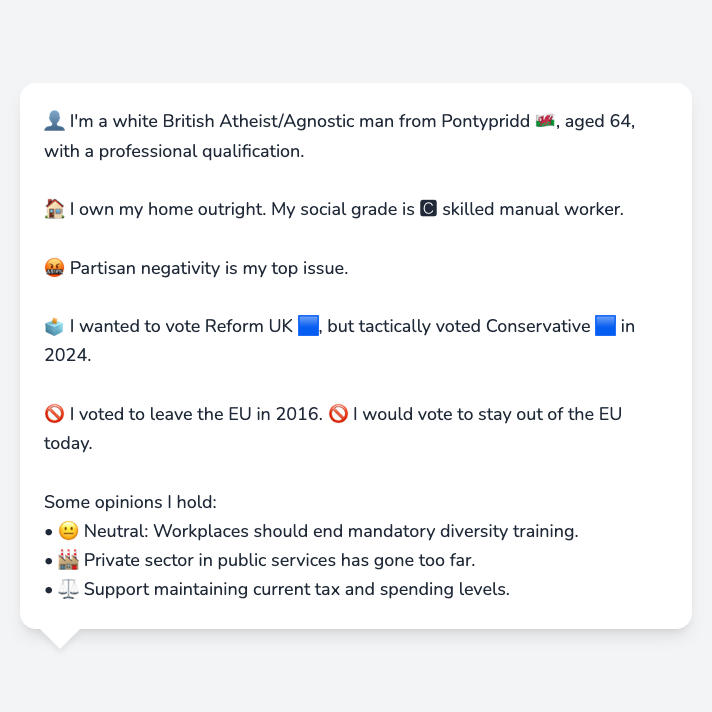 👤 I'm a white British Atheist/Agnostic man from Pontypridd 🏴󠁧󠁢󠁷󠁬󠁳󠁿, aged 64,
with a professional qualification.
🏠 I own my home outright. My social grade is 🅲 skilled manual worker.
🤬 Partisan negativity is my top issue.
🗳️ I wanted to vote Reform UK 🟦, but tactically voted Conservative 🟦 in
2024.
🚫 I voted to leave the EU in 2016. 🚫 I would vote to stay out of the EU
today.
Some opinions I hold:
• 😐 Neutral: Workplaces should end mandatory diversity training.
• 🏭 Private sector in public services has gone too far.
• ⚖️ Support maintaining current tax and spending levels.